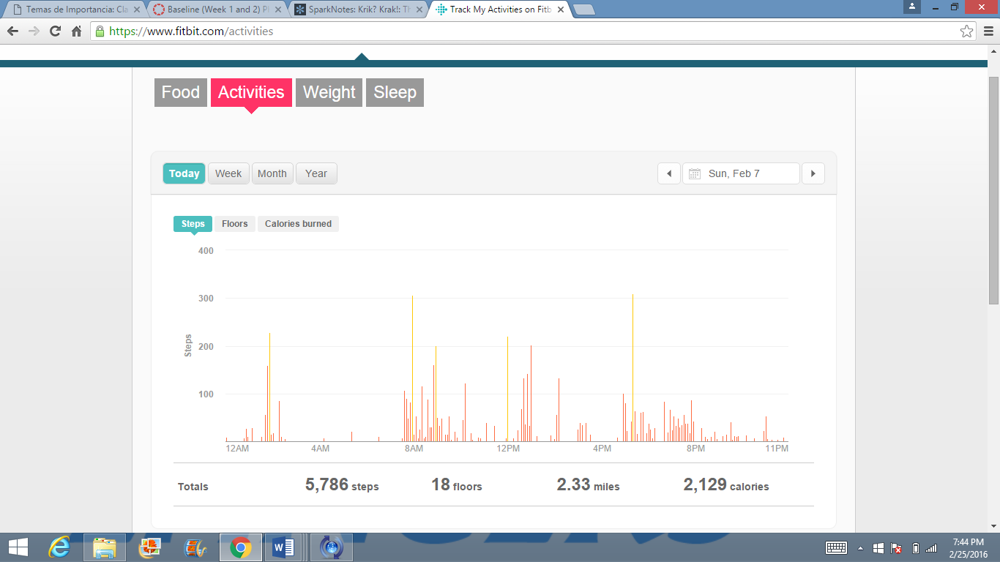 Temas de Importancia: Cla
Baseline (Week 1 and 2) Pl
SparkNotes: Krik? Krak!: Th
Track My Activities on Fitb
https://www.fitbit.com/activities
Food Activities Weight Sleep
Today Week Month Year
Sun, Feb 7
Steps Floors Calories burned
400
300
200
100
Steps
12AM 4AM 8AM 12PM 4PM 8PM 11PM
Totals 5,786 steps 18 floors 2.33 miles 2,129 calories
7:44 PM
2/25/2016